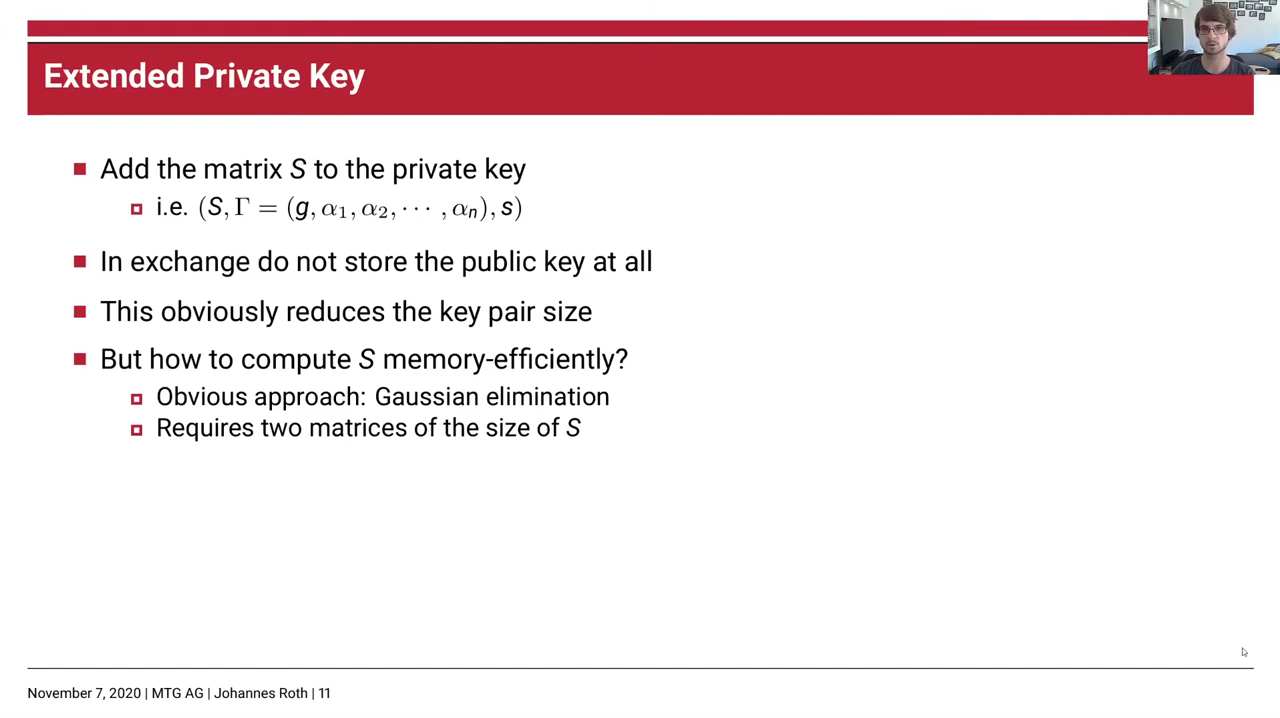 Extended Private Key
Add the matrix S to the private key
i.e. (S, Γ = (g, α₁, α₂, ⋯ , αₙ), s)
In exchange do not store the public key at all
This obviously reduces the key pair size
But how to compute S memory-efficiently?
Obvious approach: Gaussian elimination
Requires two matrices of the size of S
November 7, 2020 | MTG AG | Johannes Roth | 11